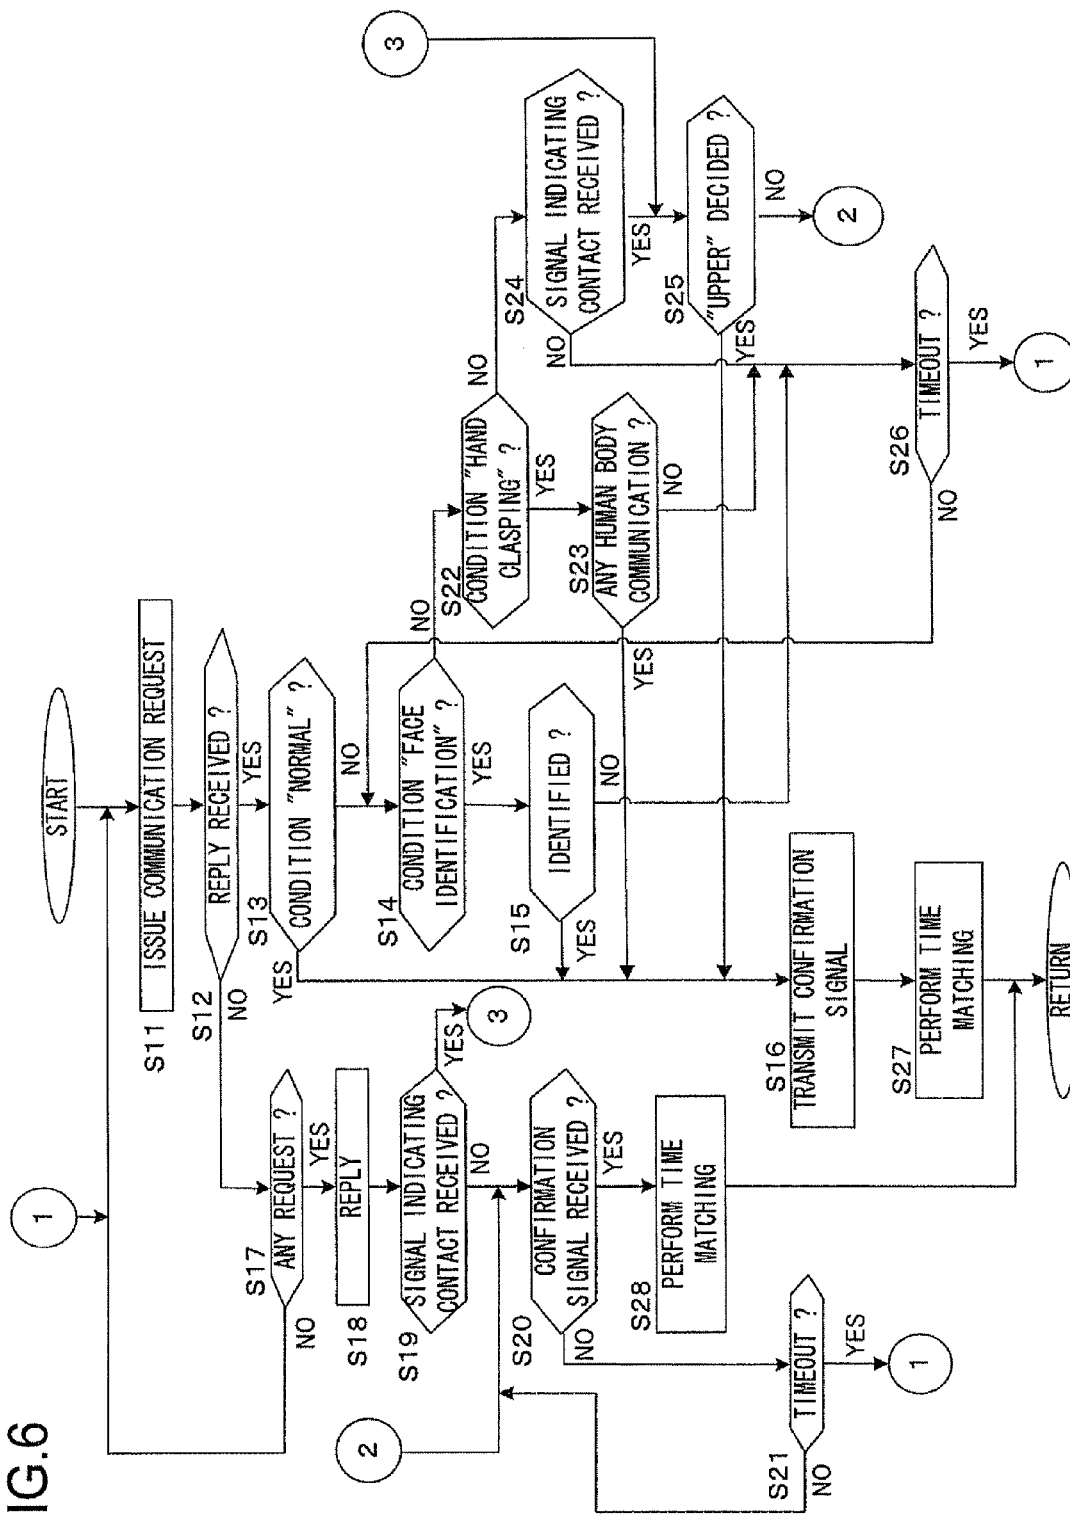 IG.6
START
1
S11
ISSUE COMMUNICATION REQUEST
S12
REPLY RECEIVED ?
NO
YES
S13
CONDITION "NORMAL" ?
YES
NO
S14
CONDITION "FACE
IDENTIFICATION" ?
NO
YES
S15
IDENTIFIED ?
YES
NO
S16
TRANSMIT CONFIRMATION
SIGNAL
S27
PERFORM TIME
MATCHING
RETURN
S17
ANY REQUEST ?
NO
YES
S18
REPLY
S19
SIGNAL INDICATING
CONTACT RECEIVED ?
YES
3
NO
2
S20
CONFIRMATION
SIGNAL RECEIVED ?
NO
YES
S28
PERFORM TIME
MATCHING
S21
TIMEOUT ?
NO
YES
1
S22
CONDITION "HAND
CLASPING" ?
NO
YES
S23
ANY HUMAN BODY
COMMUNICATION ?
YES
NO
S24
SIGNAL INDICATING
CONTACT RECEIVED ?
NO
YES
3
S25
"UPPER" DECIDED ?
YES
NO
2
S26
TIMEOUT ?
NO
YES
1